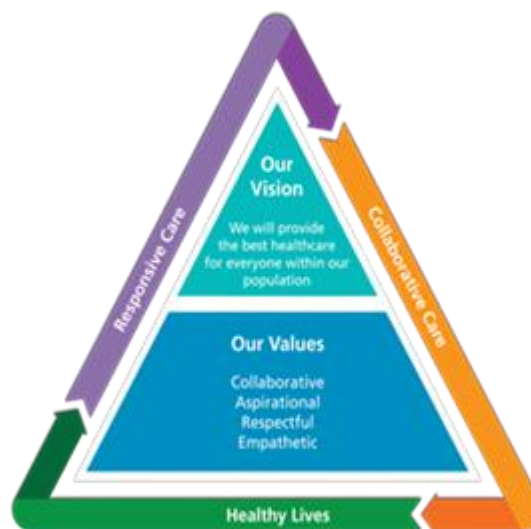 Our
Vision
We will provide
the best healthcare
for everyone within our
population
Our Values
Collaborative
Aspirational
Respectful
Empathetic
Responsive Care
Collaborative Care
Healthy Lives